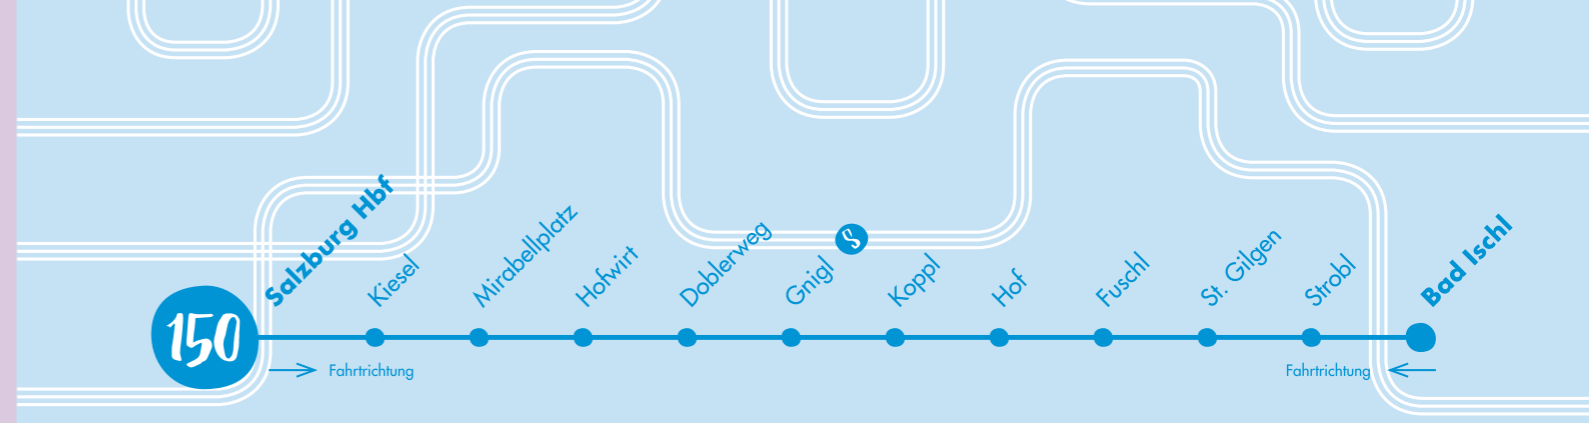 150
Salzburg Hbf
Kiesel
Mirabellplatz
Hofwirt
Doblerweg
Gnigl
S
Koppl
Hof
Fuschl
St. Gilgen
Strobl
Bad Ischl
Fahrtrichtung
Fahrtrichtung